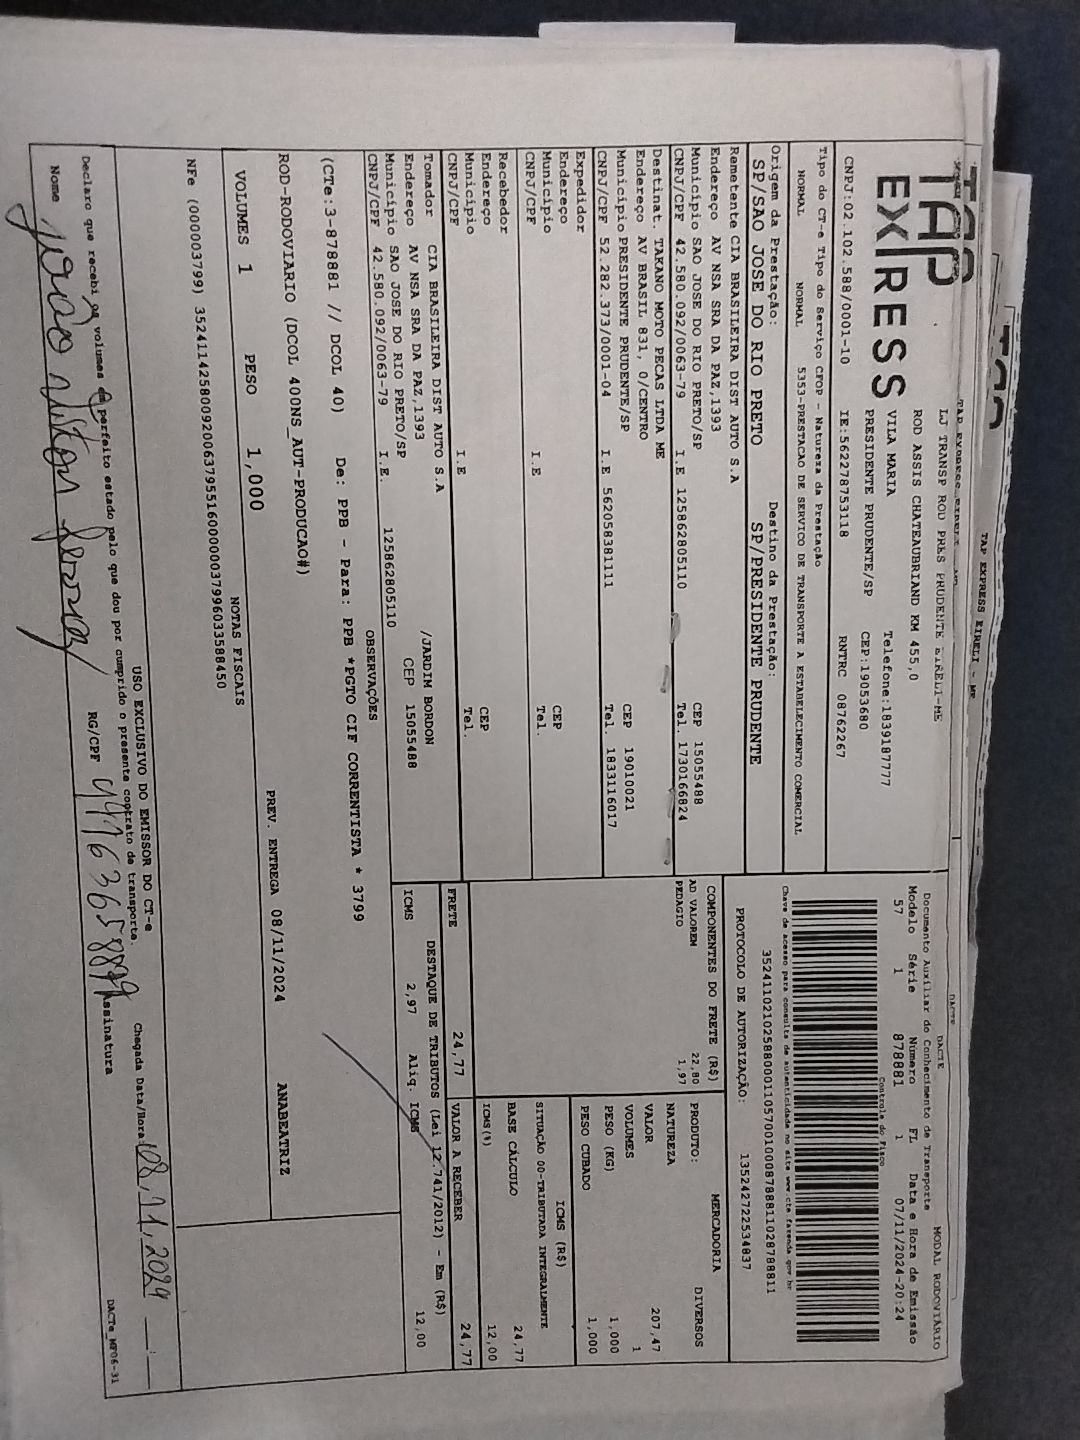 TAP EXPRESS EIRELI - ME
TAP
EXPRESS
LJ TRANSP ROD PRES PRUDENTE EIRELI-ME
ROD ASSIS CHATEAUBRIAND KM 455,0
VILA MARIA Telefone:1839187777
PRESIDENTE PRUDENTE/SP CEP:19053680
CNPJ:02.102.588/0001-10 IE:562278753118 RNTRC 08762267
DACTE
DACTE MODAL RODOVIÁRIO
Documento Auxiliar do Conhecimento de Transporte
Modelo Série Número FL Data e Hora de Emissão
57 1 878881 1 07/11/2024-20:24
Controle do Fisco
Chave de acesso para consulta de autenticidade no site www.cte.fazenda.gov.br
PROTOCOLO DE AUTORIZAÇÃO: 135242722534837
Tipo do CT-e Tipo do Serviço CFOP - Natureza da Prestação
NORMAL NORMAL 5353-PRESTACAO DE SERVICO DE TRANSPORTE A ESTABELECIMENTO COMERCIAL
Origem da Prestação: Destino da Prestação:
SP/SAO JOSE DO RIO PRETO SP/PRESIDENTE PRUDENTE
Remetente CIA BRASILEIRA DIST AUTO S.A
Endereço AV NSA SRA DA PAZ,1393
Município SAO JOSE DO RIO PRETO/SP CEP 15055488
CNPJ/CPF 42.580.092/0063-79 I.E 125862805110 Tel. 1730166824
Destinat. TAKANO MOTO PECAS LTDA ME
Endereço AV BRASIL 831, 0/CENTRO
Município PRESIDENTE PRUDENTE/SP CEP 19010021
CNPJ/CPF 52.282.373/0001-04 I.E 562058381111 Tel. 1833116017
Expedidor
Endereço
Município CEP
CNPJ/CPF I.E Tel.
Recebedor
Endereço
Município CEP
CNPJ/CPF I.E Tel.
Tomador CIA BRASILEIRA DIST AUTO S.A
Endereço AV NSA SRA DA PAZ,1393 /JARDIM BORDON
Município SAO JOSE DO RIO PRETO/SP CEP 15055488
CNPJ/CPF 42.580.092/0063-79 I.E. 125862805110
COMPONENTES DO FRETE (R$)
AD VALOREM 22,80
PEDAGIO 1,97
FRETE 24,77
MERCADORIA
PRODUTO: DIVERSOS
NATUREZA
VALOR 207,47
VOLUMES 1
PESO (KG) 1,000
PESO CUBADO 1,000
ICMS (R$)
SITUAÇÃO 00-TRIBUTADA INTEGRALMENTE
BASE CÁLCULO 24,77
ICMS(%) 12,00
VALOR A RECEBER 24,77
DESTAQUE DE TRIBUTOS (Lei 12.741/2012) - Em (R$)
ICMS 2,97 Aliq. ICMS 12,00
OBSERVAÇÕES
(CTe:3-878881 // DCOL 40) De: PPB - Para: PPB *PGTO CIF CORRENTISTA * 3799
ROD-RODOVIARIO (DCOL 400NS_AUT-PRODUCAO#)
PREV. ENTREGA 08/11/2024 ANABEATRIZ
VOLUMES 1 PESO 1,000
NOTAS FISCAIS
NFe (000003799)
USO EXCLUSIVO DO EMISSOR DO CT-e
Declaro que recebi os volumes em perfeito estado pelo que dou por cumprido o presente contrato de transporte.
Chegada Data/Hora 08,11,2024 __:__
Nome João RG/CPF Assinatura
DACTe_MP06-31